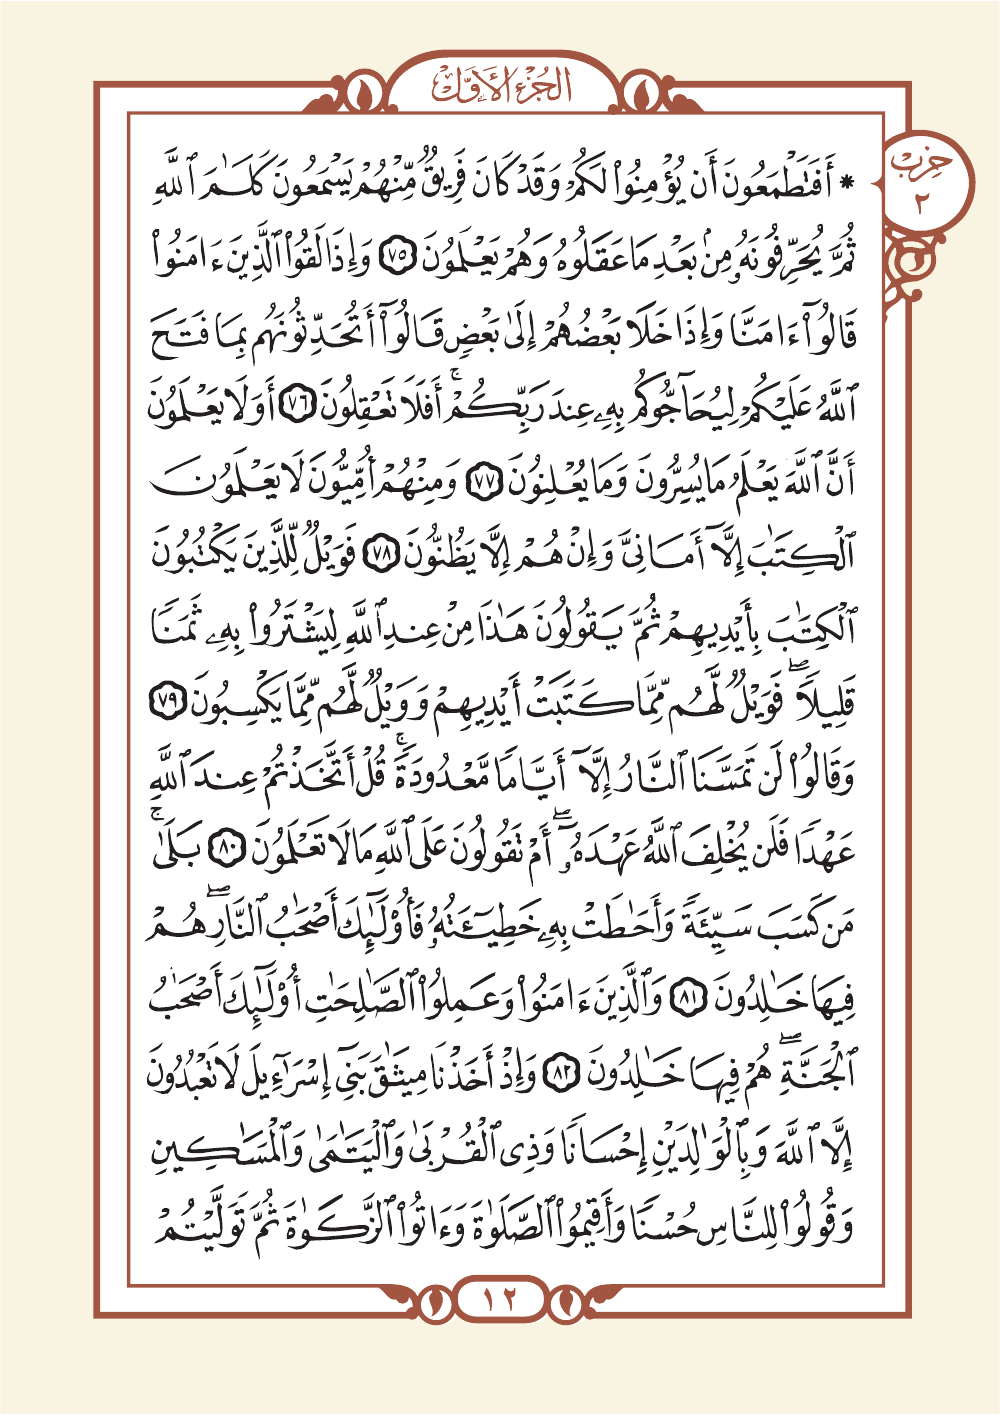 الجزء الأول
حزب
٢
* أَفَتَطْمَعُونَ أَن يُؤْمِنُوا۟ لَكُمْ وَقَدْ كَانَ فَرِيقٌ مِّنْهُمْ يَسْمَعُونَ كَلَـٰمَ ٱللَّهِ
ثُمَّ يُحَرِّفُونَهُۥ مِنۢ بَعْدِ مَا عَقَلُوهُ وَهُمْ يَعْلَمُونَ ٧٥ وَإِذَا لَقُوا۟ ٱلَّذِينَ ءَامَنُوا۟
قَالُوٓا۟ ءَامَنَّا وَإِذَا خَلَا بَعْضُهُمْ إِلَىٰ بَعْضٍ قَالُوٓا۟ أَتُحَدِّثُونَهُم بِمَا فَتَحَ
ٱللَّهُ عَلَيْكُمْ لِيُحَآجُّوكُم بِهِۦ عِندَ رَبِّكُمْ ۚ أَفَلَا تَعْقِلُونَ ٧٦ أَوَلَا يَعْلَمُونَ
أَنَّ ٱللَّهَ يَعْلَمُ مَا يُسِرُّونَ وَمَا يُعْلِنُونَ ٧٧ وَمِنْهُمْ أُمِّيُّونَ لَا يَعْلَمُونَ
ٱلْكِتَـٰبَ إِلَّآ أَمَانِىَّ وَإِنْ هُمْ إِلَّا يَظُنُّونَ ٧٨ فَوَيْلٌ لِّلَّذِينَ يَكْتُبُونَ
ٱلْكِتَـٰبَ بِأَيْدِيهِمْ ثُمَّ يَقُولُونَ هَـٰذَا مِنْ عِندِ ٱللَّهِ لِيَشْتَرُوا۟ بِهِۦ ثَمَنًا
قَلِيلًا ۖ فَوَيْلٌ لَّهُم مِّمَّا كَتَبَتْ أَيْدِيهِمْ وَوَيْلٌ لَّهُم مِّمَّا يَكْسِبُونَ ٧٩
وَقَالُوا۟ لَن تَمَسَّنَا ٱلنَّارُ إِلَّآ أَيَّامًا مَّعْدُودَةً ۚ قُلْ أَتَّخَذْتُمْ عِندَ ٱللَّهِ
عَهْدًا فَلَن يُخْلِفَ ٱللَّهُ عَهْدَهُۥٓ ۖ أَمْ تَقُولُونَ عَلَى ٱللَّهِ مَا لَا تَعْلَمُونَ ٨٠ بَلَىٰ ۚ
مَن كَسَبَ سَيِّئَةً وَأَحَـٰطَتْ بِهِۦ خَطِيٓـَٔتُهُۥ فَأُو۟لَـٰٓئِكَ أَصْحَـٰبُ ٱلنَّارِ ۖ هُمْ
فِيهَا خَـٰلِدُونَ ٨١ وَٱلَّذِينَ ءَامَنُوا۟ وَعَمِلُوا۟ ٱلصَّـٰلِحَـٰتِ أُو۟لَـٰٓئِكَ أَصْحَـٰبُ
ٱلْجَنَّةِ ۖ هُمْ فِيهَا خَـٰلِدُونَ ٨٢ وَإِذْ أَخَذْنَا مِيثَـٰقَ بَنِىٓ إِسْرَٰٓءِيلَ لَا تَعْبُدُونَ
إِلَّا ٱللَّهَ وَبِٱلْوَٰلِدَيْنِ إِحْسَانًا وَذِى ٱلْقُرْبَىٰ وَٱلْيَتَـٰمَىٰ وَٱلْمَسَـٰكِينِ
وَقُولُوا۟ لِلنَّاسِ حُسْنًا وَأَقِيمُوا۟ ٱلصَّلَوٰةَ وَءَاتُوا۟ ٱلزَّكَوٰةَ ثُمَّ تَوَلَّيْتُمْ
١٢